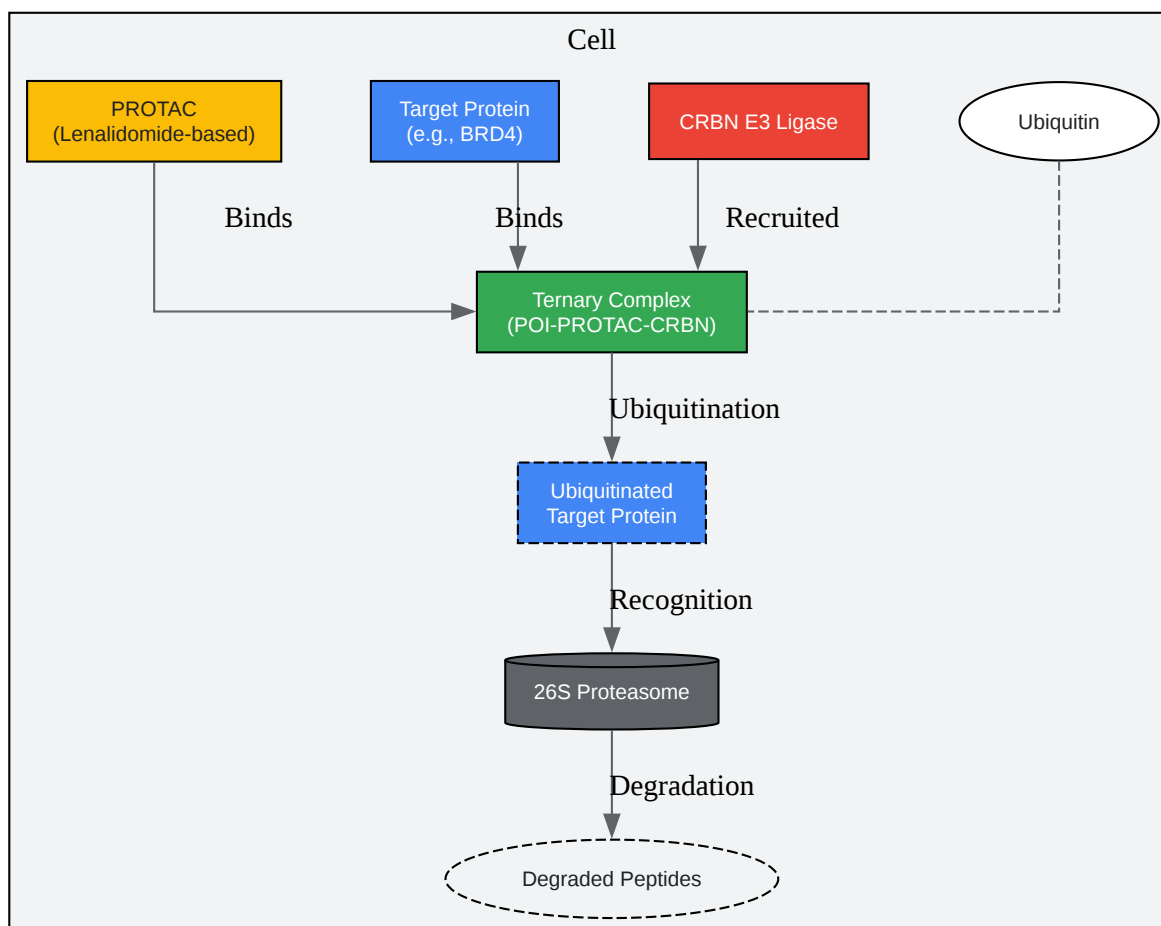 Cell
PROTAC
(Lenalidomide-based)
Target Protein
(e.g., BRD4)
CRBN E3 Ligase
Ubiquitin
Binds
Binds
Recruited
Ternary Complex
(POI-PROTAC-CRBN)
Ubiquitination
Ubiquitinated
Target Protein
Recognition
26S Proteasome
Degradation
Degraded Peptides